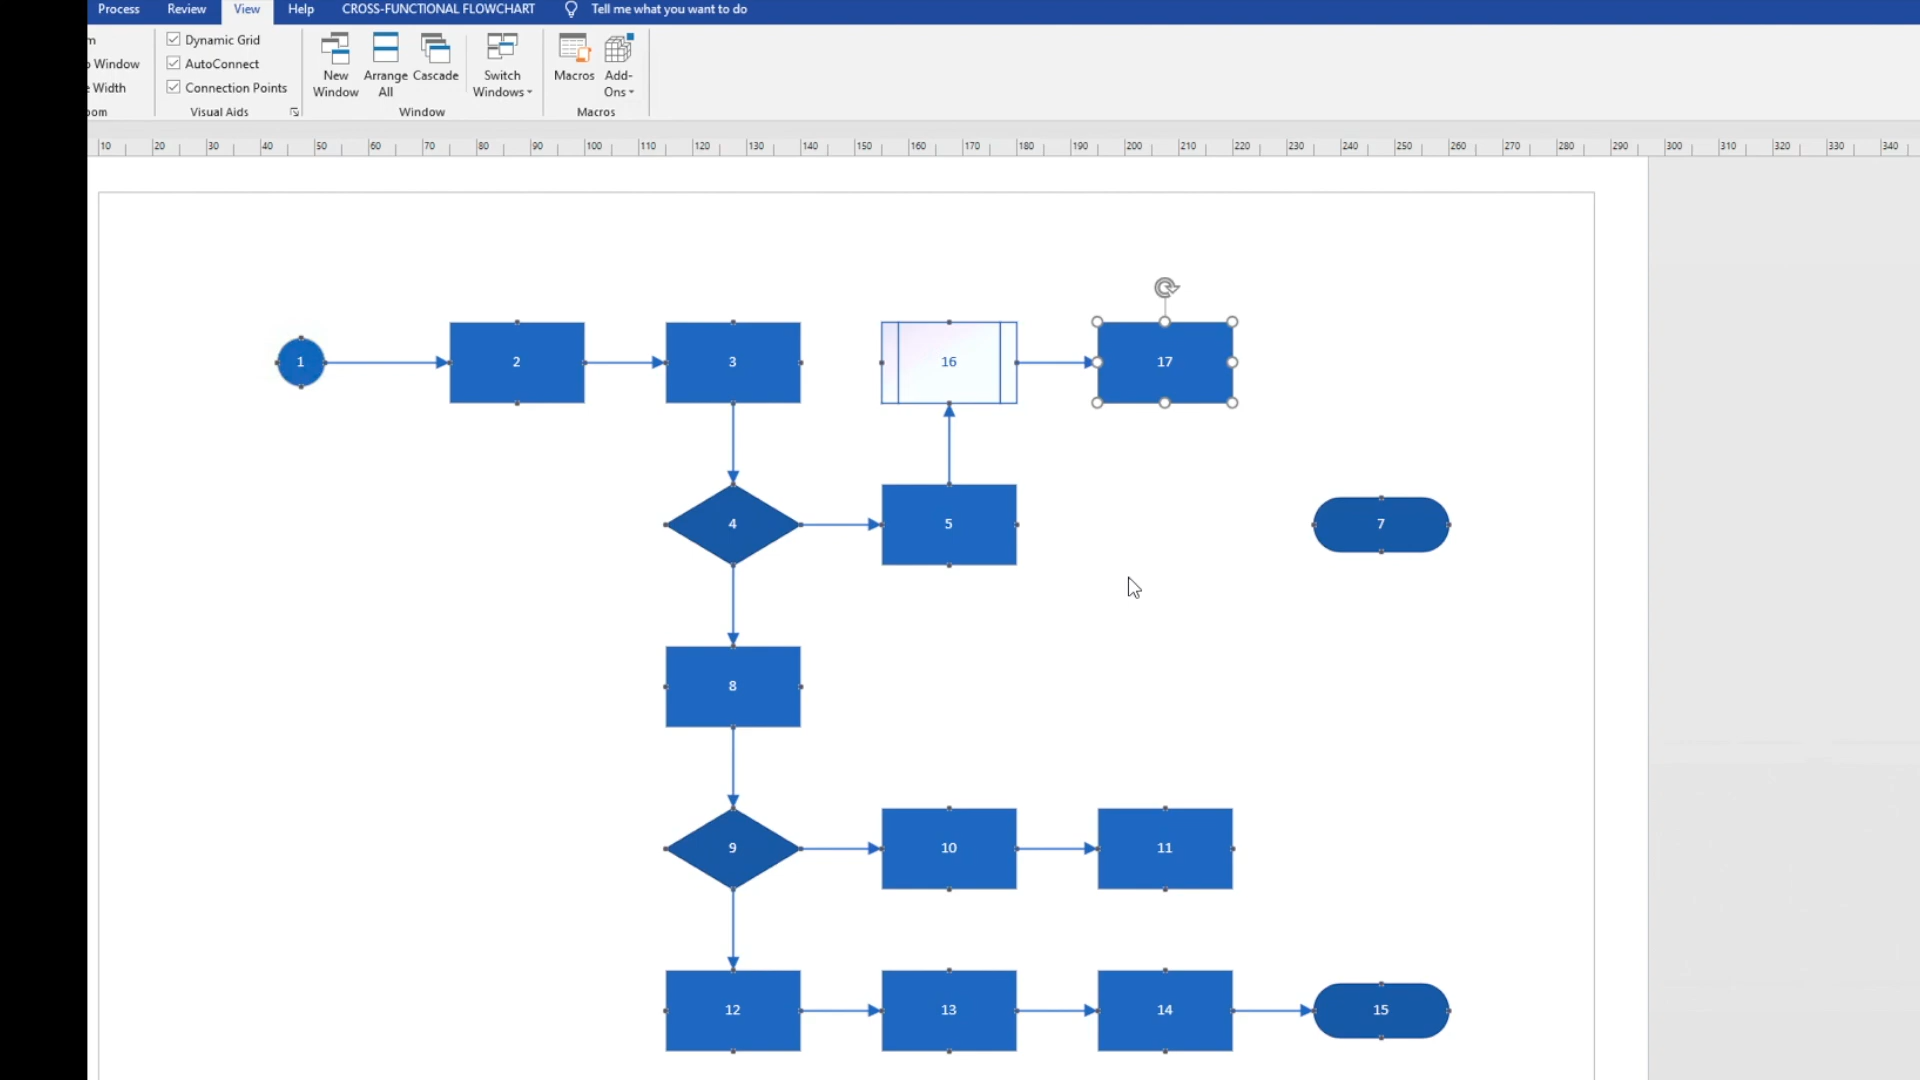 Process Review View Help CROSS-FUNCTIONAL FLOWCHART Tell me what you want to do
m Dynamic Grid
o Window AutoConnect
e Width Connection Points
New Window
Arrange All
Cascade
Switch Windows
Macros
Add-Ons
oom Visual Aids Window Macros
10 20 30 40 50 60 70 80 90 100 110 120 130 140 150 160 170 180 190 200 210 220 230 240 250 260 270 280 290 300 310 320 330 340
1 2 3 16 17
4 5 7
8
9 10 11
12 13 14 15